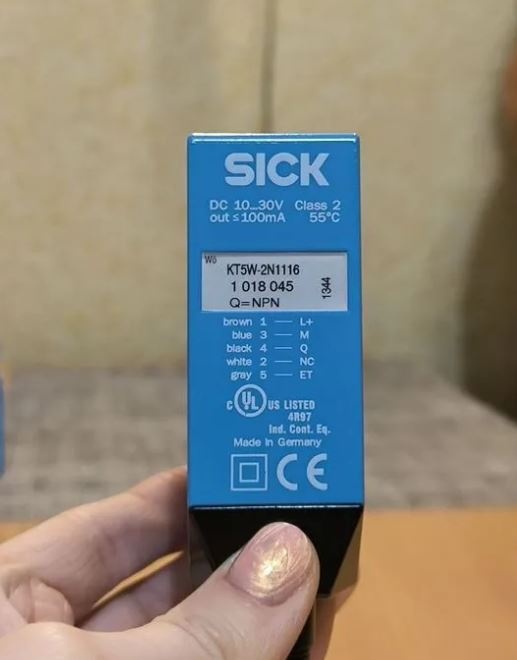 SICK
DC 10...30V Class 2
out ≤ 100mA 55°C
Wö
KT5W-2N1116
1 018 045
Q=NPN
1344
brown 1 — L+
blue 3 — M
black 4 — Q
white 2 — NC
gray 5 — ET
C UL US LISTED
4R97
Ind. Cont. Eq.
Made in Germany
CE